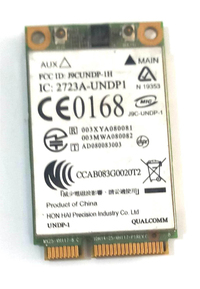 AUX MAIN
FCC ID: J9CUNDP-1H
IC: 2723A-UNDP1
N 19353
CE0168
MIC
J9C-UNDP-1
R 003XYA080081
T 003MWA080082
AD080083003
CCAB083G0020T2
Product of China
HON HAI Precision Industry Co. Ltd.
UNDP-1 QUALCOMM